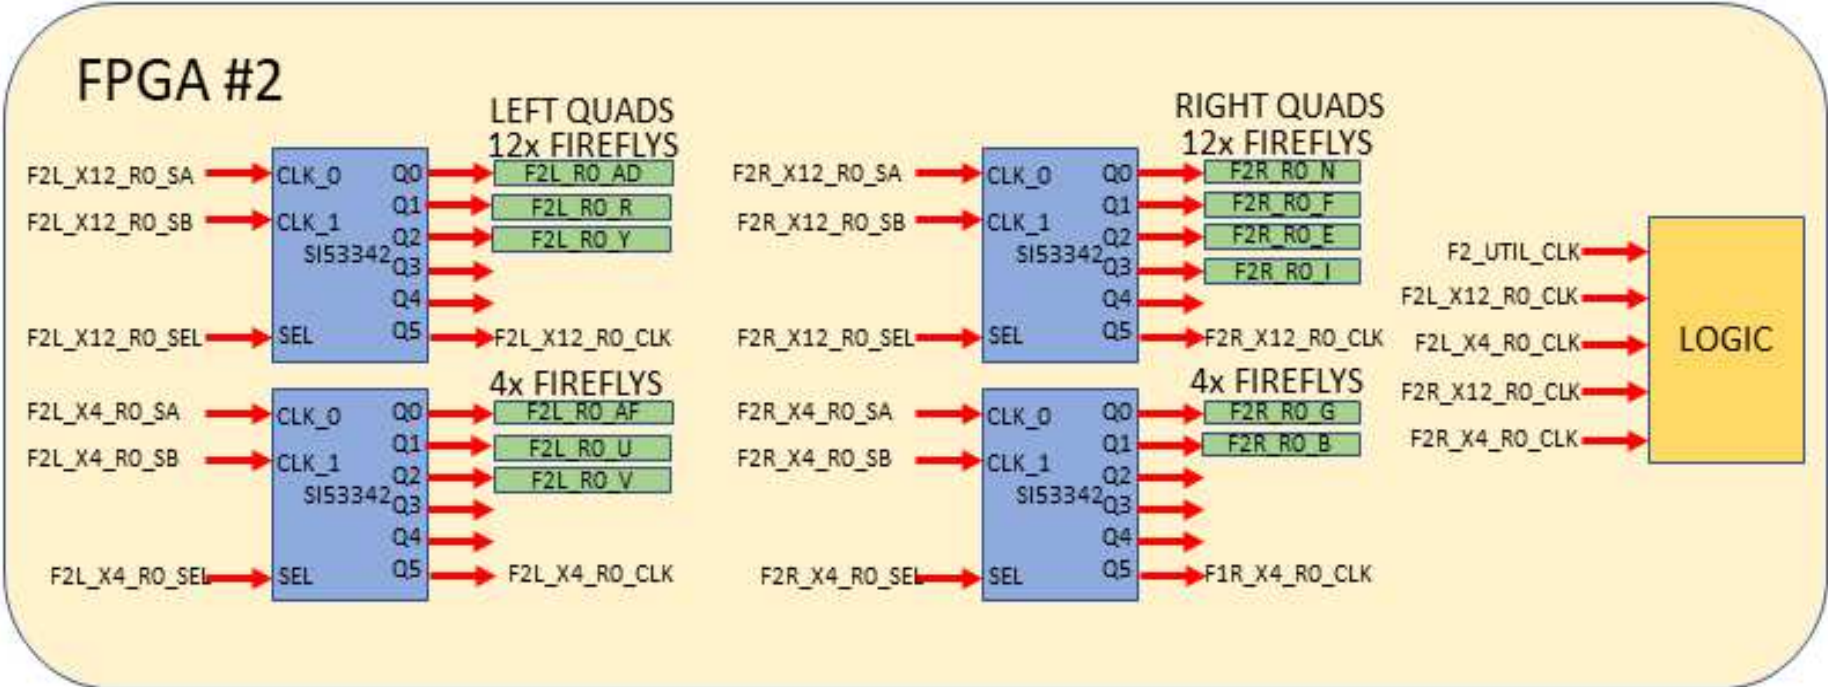 FPGA #2
LEFT QUADS
12x FIREFLYS
F2L_X12_R0_SA
F2L_X12_R0_SB
F2L_X12_R0_SEL
CLK_0
CLK_1
SI53342
SEL
Q0
Q1
Q2
Q3
Q4
Q5
F2L_R0_AD
F2L_R0_R
F2L_R0_Y
F2L_X12_R0_CLK
4x FIREFLYS
F2L_X4_R0_SA
F2L_X4_R0_SB
F2L_X4_R0_SEL
CLK_0
CLK_1
SI53342
SEL
Q0
Q1
Q2
Q3
Q4
Q5
F2L_R0_AF
F2L_R0_U
F2L_R0_V
F2L_X4_R0_CLK
RIGHT QUADS
12x FIREFLYS
F2R_X12_R0_SA
F2R_X12_R0_SB
F2R_X12_R0_SEL
CLK_0
CLK_1
SI53342
SEL
Q0
Q1
Q2
Q3
Q4
Q5
F2R_R0_N
F2R_R0_F
F2R_R0_E
F2R_R0_I
F2R_X12_R0_CLK
4x FIREFLYS
F2R_X4_R0_SA
F2R_X4_R0_SB
F2R_X4_R0_SEL
CLK_0
CLK_1
SI53342
SEL
Q0
Q1
Q2
Q3
Q4
Q5
F2R_R0_G
F2R_R0_B
F1R_X4_R0_CLK
F2_UTIL_CLK
F2L_X12_R0_CLK
F2L_X4_R0_CLK
F2R_X12_R0_CLK
F2R_X4_R0_CLK
LOGIC